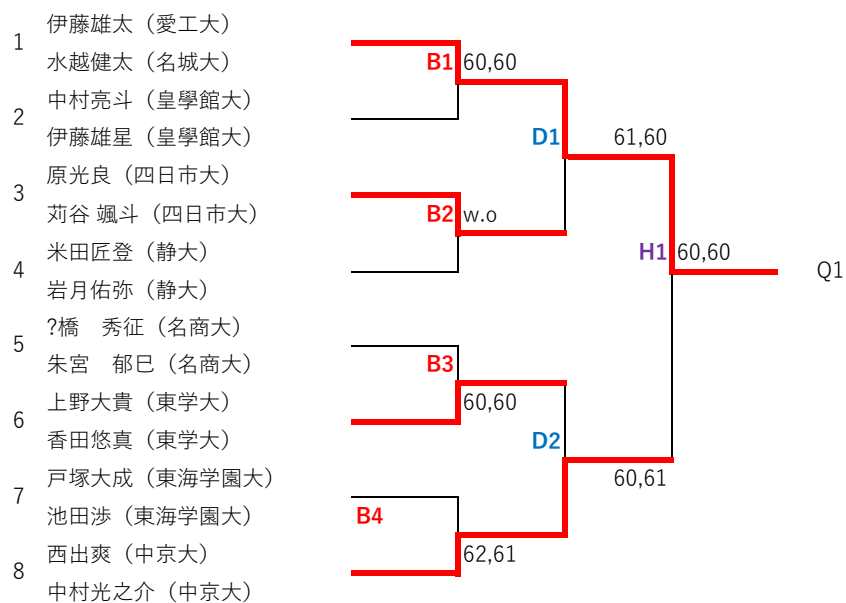 伊藤雄太（愛工大）
1
水越健太（名城大）
B1 60,60
中村亮斗（皇學館大）
2
伊藤雄星（皇學館大）
D1 61,60
原光良（四日市大）
3
苅谷 颯斗（四日市大）
B2 w.o
米田匠登（静大）
H1 60,60
4
Q1
岩月佑弥（静大）
?橋　秀征（名商大）
5
朱宮　郁巳（名商大）
B3
上野大貴（東学大）
60,60
6
香田悠真（東学大）
D2
戸塚大成（東海学園大）
60,61
7
池田渉（東海学園大）
B4
西出爽（中京大）
62,61
8
中村光之介（中京大）